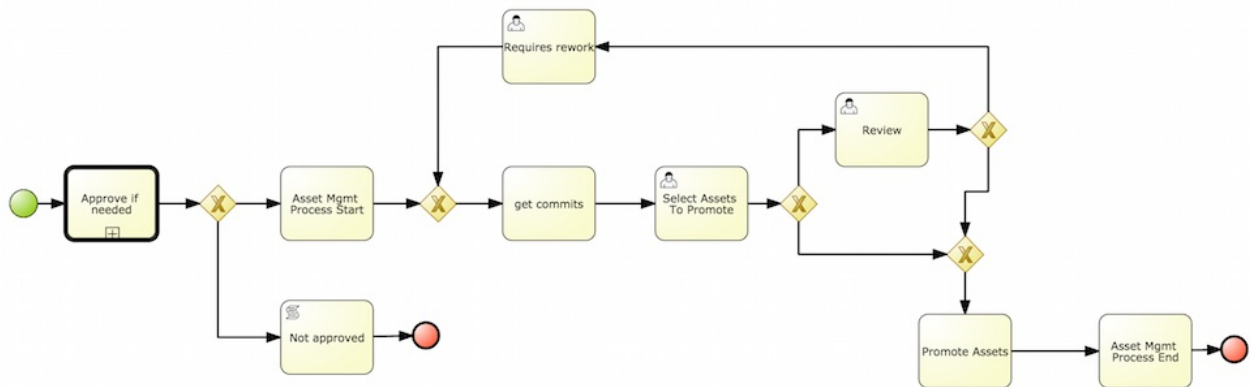 Requires rework
Review
Approve if
needed
Asset Mgmt
Process Start
get commits
Select Assets
To Promote
Not approved
Promote Assets
Asset Mgmt
Process End